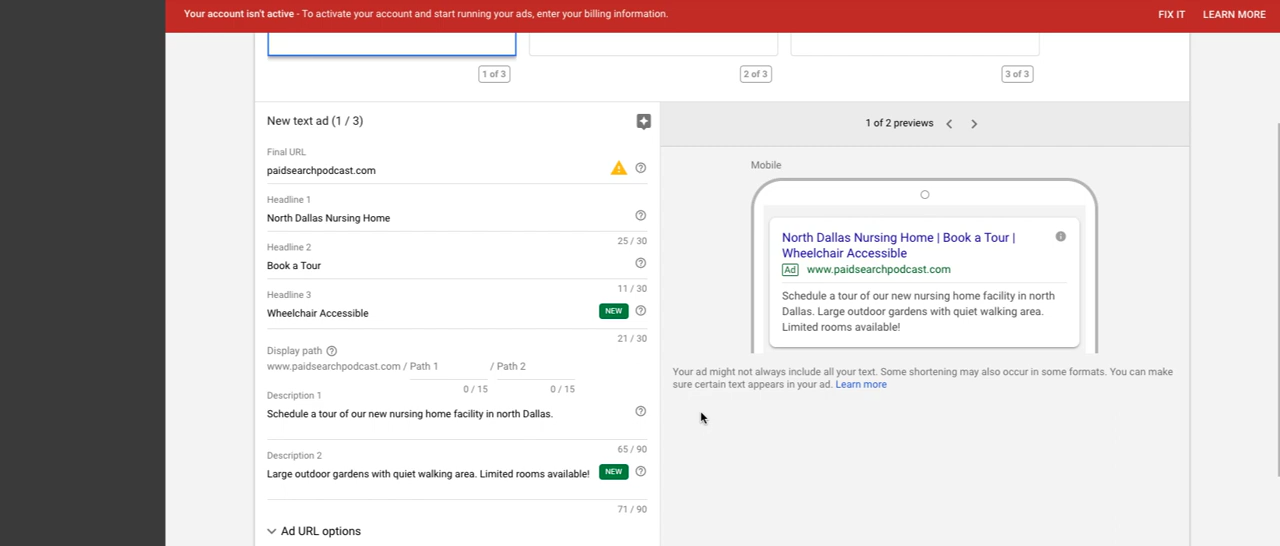 Your account isn't active - To activate your account and start running your ads, enter your billing information.
FIX IT
LEARN MORE
1 of 3
2 of 3
3 of 3
New text ad (1 / 3)
Final URL
paidsearchpodcast.com
Headline 1
North Dallas Nursing Home
25 / 30
Headline 2
Book a Tour
11 / 30
Headline 3
Wheelchair Accessible
NEW
21 / 30
Display path
www.paidsearchpodcast.com / Path 1 / Path 2
0 / 15
0 / 15
Description 1
Schedule a tour of our new nursing home facility in north Dallas.
65 / 90
Description 2
Large outdoor gardens with quiet walking area. Limited rooms available!
NEW
71 / 90
Ad URL options
1 of 2 previews
Mobile
North Dallas Nursing Home | Book a Tour |
Wheelchair Accessible
Ad www.paidsearchpodcast.com
Schedule a tour of our new nursing home facility in north
Dallas. Large outdoor gardens with quiet walking area.
Limited rooms available!
Your ad might not always include all your text. Some shortening may also occur in some formats. You can make
sure certain text appears in your ad. Learn more